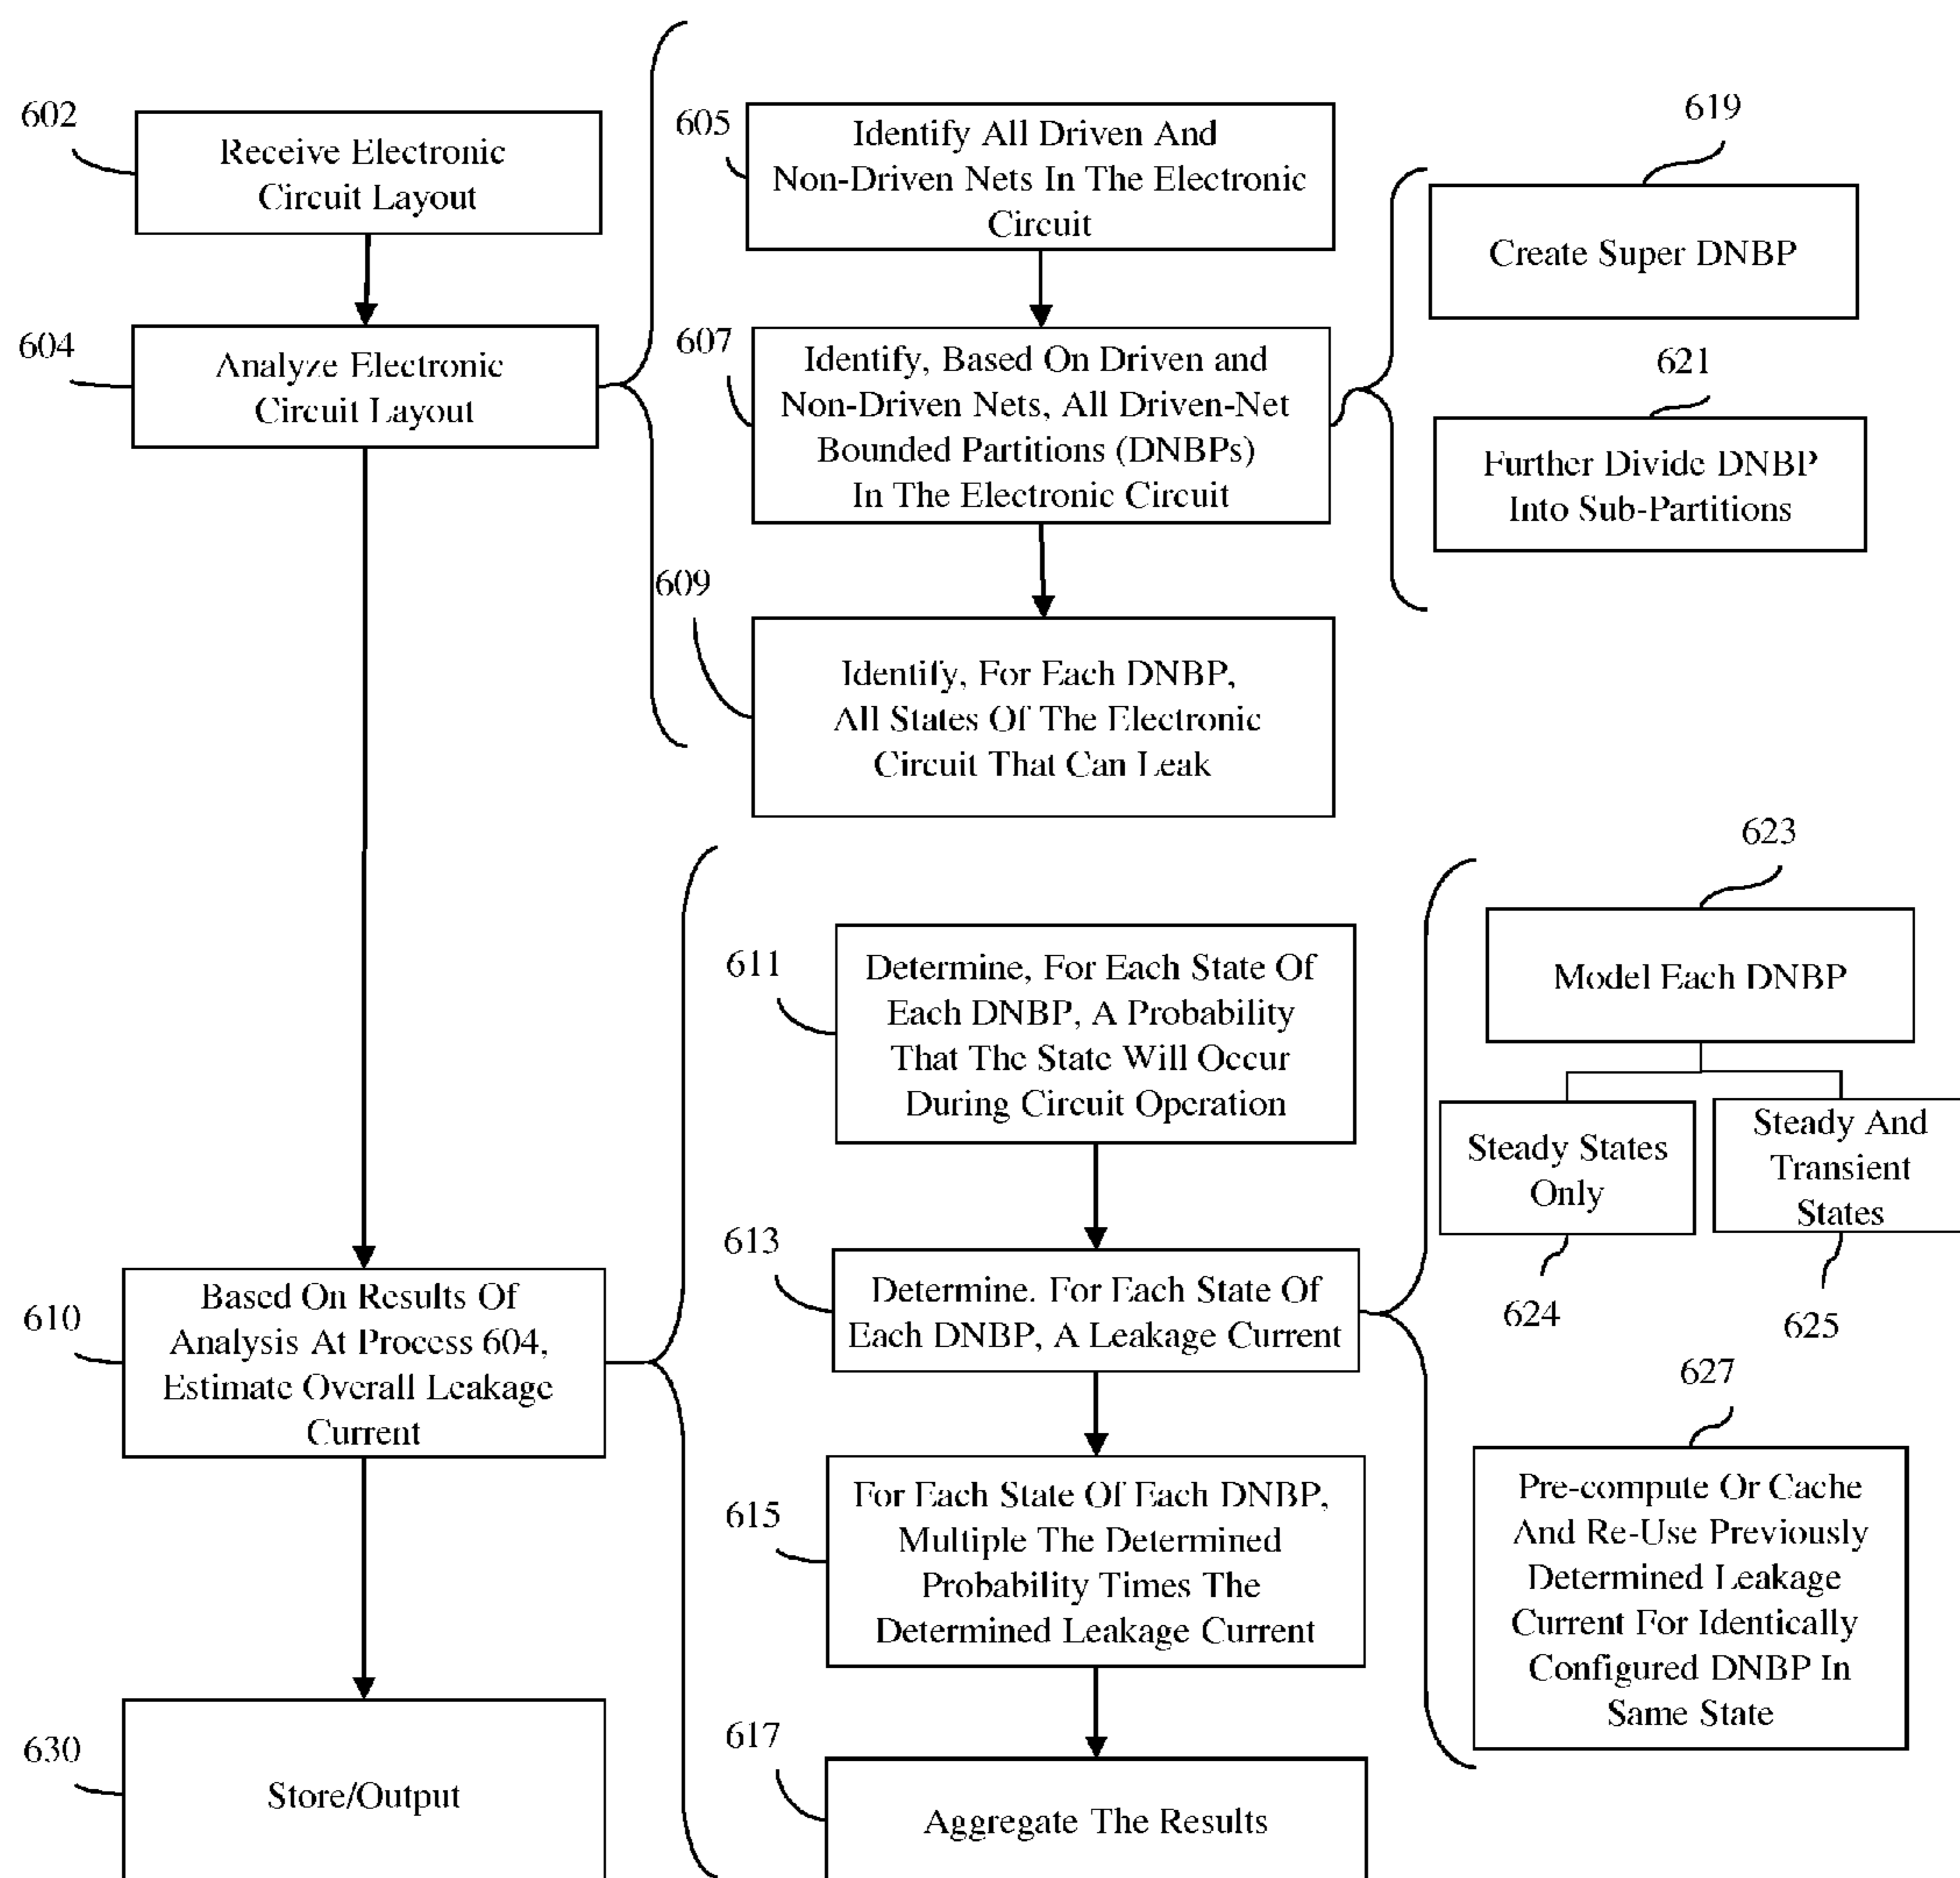 602
Receive Electronic
Circuit Layout
604
Analyze Electronic
Circuit Layout
605
Identify All Driven And
Non-Driven Nets In The Electronic
Circuit
607
Identify, Based On Driven and
Non-Driven Nets, All Driven-Net
Bounded Partitions (DNBPs)
In The Electronic Circuit
609
Identify, For Each DNBP,
All States Of The Electronic
Circuit That Can Leak
619
Create Super DNBP
621
Further Divide DNBP
Into Sub-Partitions
610
Based On Results Of
Analysis At Process 604,
Estimate Overall Leakage
Current
611
Determine, For Each State Of
Each DNBP, A Probability
That The State Will Occur
During Circuit Operation
613
Determine. For Each State Of
Each DNBP, A Leakage Current
615
For Each State Of Each DNBP,
Multiple The Determined
Probability Times The
Determined Leakage Current
617
Aggregate The Results
623
Model Each DNBP
Steady States
Only
624
Steady And
Transient
States
625
627
Pre-compute Or Cache
And Re-Use Previously
Determined Leakage
Current For Identically
Configured DNBP In
Same State
630
Store/Output